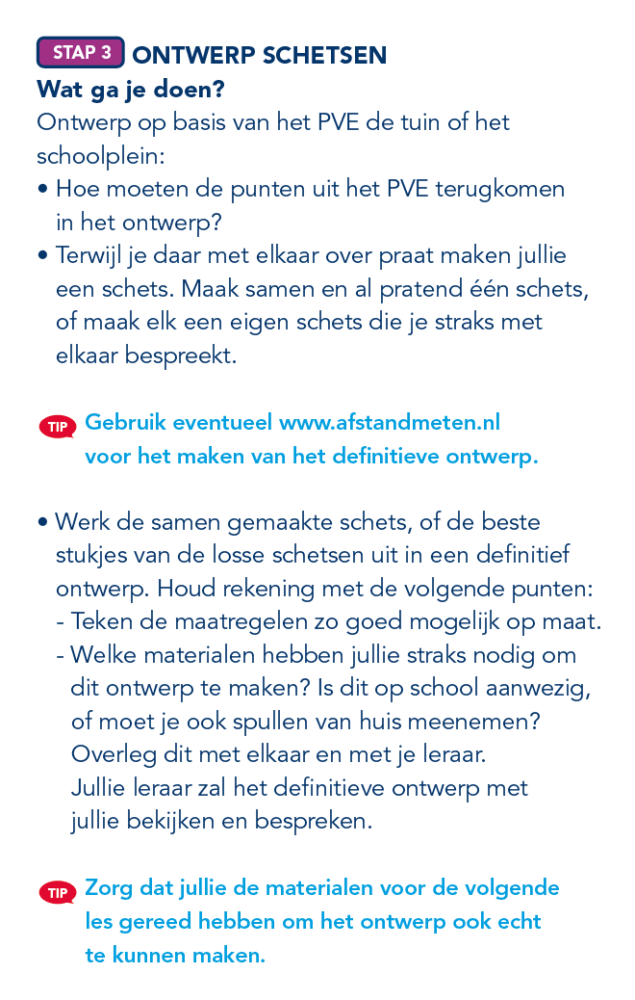 STAP 3 ONTWERP SCHETSEN
Wat ga je doen?
Ontwerp op basis van het PVE de tuin of het
schoolplein:
• Hoe moeten de punten uit het PVE terugkomen
in het ontwerp?
• Terwijl je daar met elkaar over praat maken jullie
een schets. Maak samen en al pratend één schets,
of maak elk een eigen schets die je straks met
elkaar bespreekt.
TIP Gebruik eventueel www.afstandmeten.nl
voor het maken van het definitieve ontwerp.
• Werk de samen gemaakte schets, of de beste
stukjes van de losse schetsen uit in een definitief
ontwerp. Houd rekening met de volgende punten:
- Teken de maatregelen zo goed mogelijk op maat.
- Welke materialen hebben jullie straks nodig om
dit ontwerp te maken? Is dit op school aanwezig,
of moet je ook spullen van huis meenemen?
Overleg dit met elkaar en met je leraar.
Jullie leraar zal het definitieve ontwerp met
jullie bekijken en bespreken.
TIP Zorg dat jullie de materialen voor de volgende
les gereed hebben om het ontwerp ook echt
te kunnen maken.